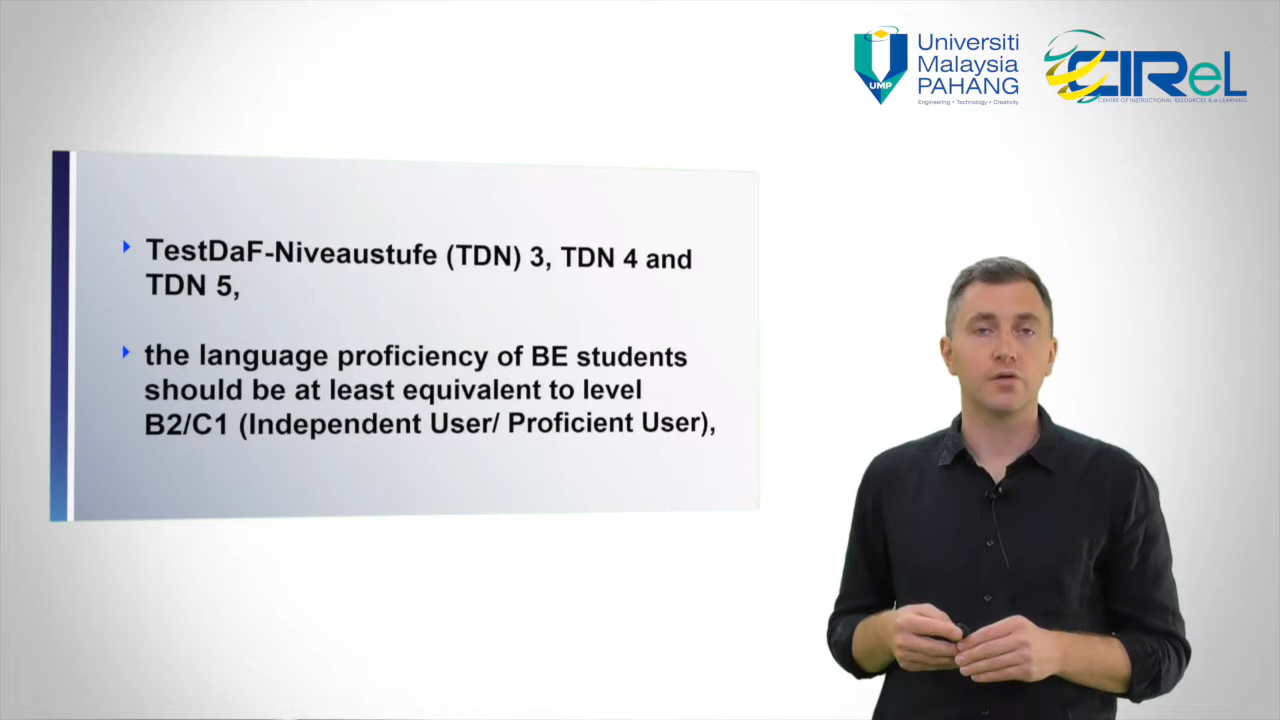 Universiti
Malaysia
PAHANG
Engineering • Technology • Creativity
UMP
CIReL
CENTRE OF INSTRUCTIONAL RESOURCES & e-LEARNING
TestDaF-Niveaustufe (TDN) 3, TDN 4 and
TDN 5,
the language proficiency of BE students
should be at least equivalent to level
B2/C1 (Independent User/ Proficient User),